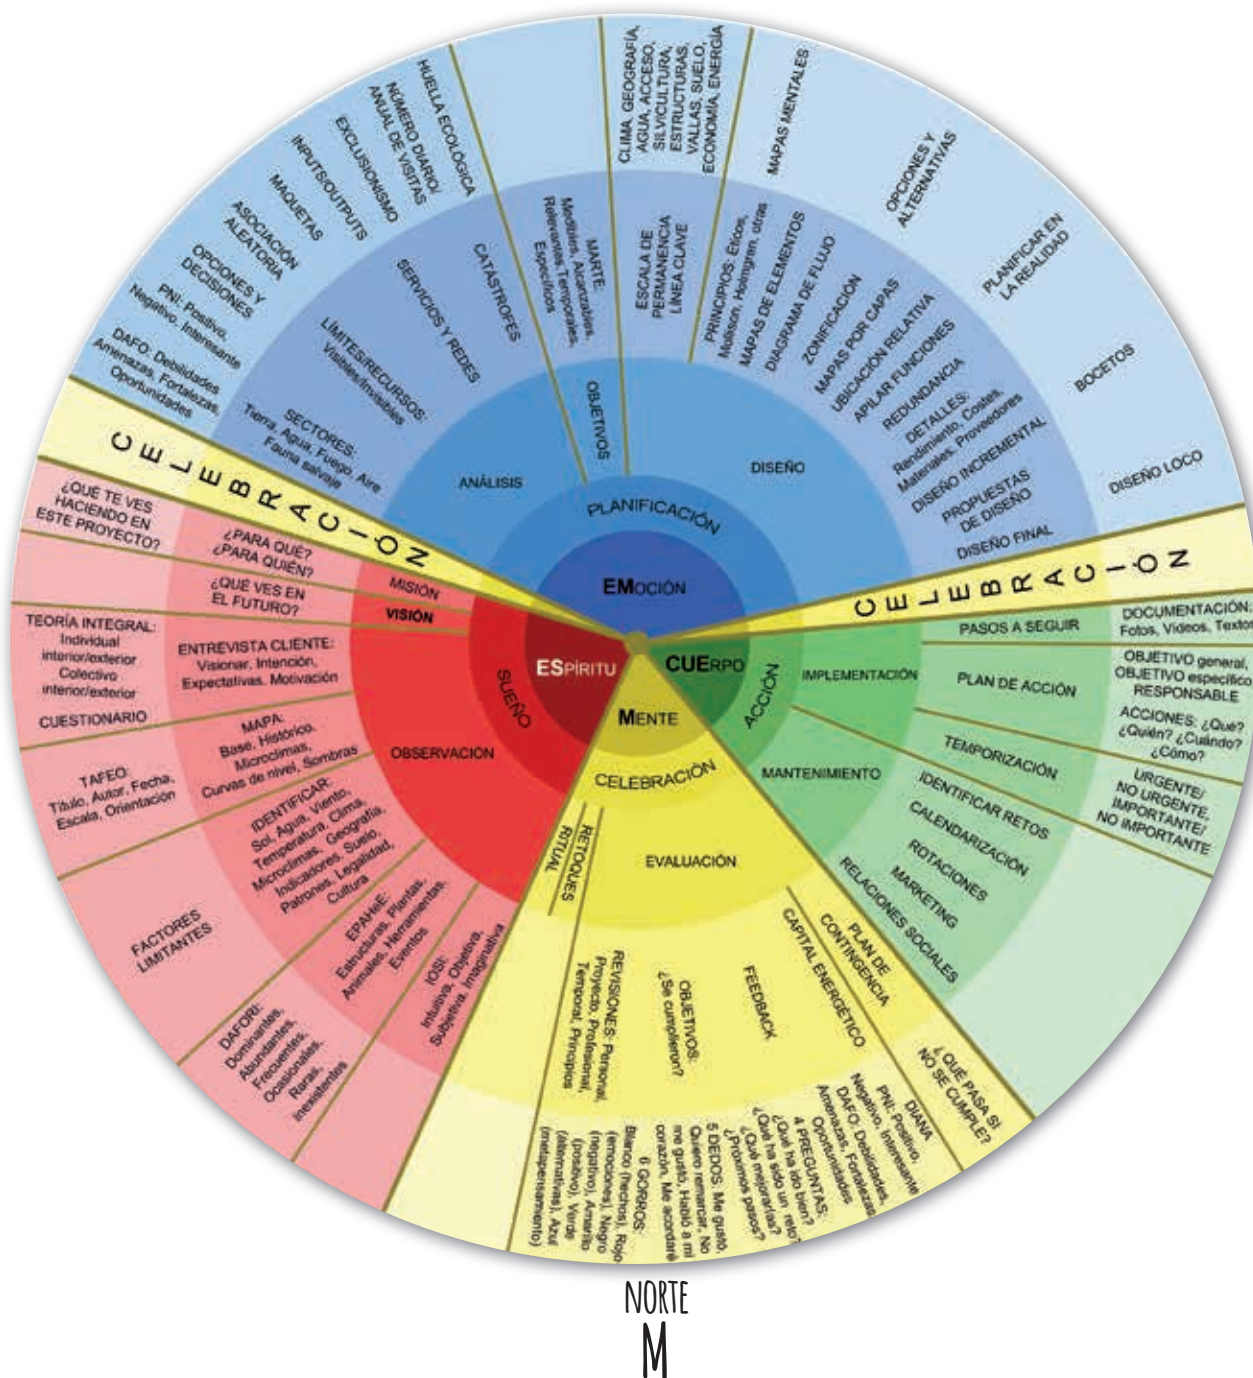 HUELLA ECOLÓGICA
NÚMERO DIARIO/
ANUAL DE VISITAS
EXCLUSIONISMO
INPUTS/OUTPUTS
MAQUETAS
ASOCIACIÓN
ALEATORIA
OPCIONES Y
DECISIONES
PNI: Positivo,
Negativo, Interesante
DAFO: Debilidades
Amenazas, Fortalezas,
Oportunidades
CATÁSTROFES
SERVICIOS Y REDES
LÍMITES/RECURSOS:
Visibles/Invisibles
SECTORES:
Tierra, Agua, Fuego, Aire
Fauna salvaje
ANÁLISIS
MARTE:
Medibles, Alcanzables,
Relevantes Temporales,
Específicos
OBJETIVOS
CLIMA, GEOGRAFÍA,
AGUA, ACCESO,
SILVICULTURA,
ESTRUCTURAS,
VALLAS, SUELO,
ECONOMÍA, ENERGÍA
ESCALA DE
PERMANENCIA
LÍNEA CLAVE
MAPAS MENTALES
OPCIONES Y
ALTERNATIVAS
PLANIFICAR EN
LA REALIDAD
BOCETOS
DISEÑO LOCO
PRINCIPIOS: Éticos,
Mollison, Holmgren, otras
MAPAS DE ELEMENTOS
DIAGRAMA DE FLUJO
ZONIFICACIÓN
MAPAS POR CAPAS
UBICACIÓN RELATIVA
APILAR FUNCIONES
REDUNDANCIA
DETALLES:
Rendimiento, Costes,
Materiales, Proveedores
DISEÑO INCREMENTAL
PROPUESTAS
DE DISEÑO
DISEÑO FINAL
DISEÑO
PLANIFICACIÓN
EMOCIÓN
CELEBRACIÓN
CELEBRACIÓN
¿QUÉ TE VES
HACIENDO EN
ESTE PROYECTO?
¿PARA QUÉ?
¿PARA QUIÉN?
MISIÓN
¿QUÉ VES EN
EL FUTURO?
VISIÓN
TEORÍA INTEGRAL:
Individual
interior/exterior
Colectivo
interior/exterior
CUESTIONARIO
ENTREVISTA CLIENTE:
Visionar, Intención,
Expectativas, Motivación
TAFEO:
Título, Autor, Fecha,
Escala, Orientación
MAPA:
Base, Histórico,
Microclimas,
Curvas de nivel, Sombras
OBSERVACIÓN
SUEÑO
ESPÍRITU
FACTORES
LIMITANTES
IDENTIFICAR:
Sol, Agua, Viento,
Temperatura, Clima,
Microclimas, Geografía,
Indicadores, Suelo,
Patrones, Legalidad,
Cultura
DAFORI:
Dominantes,
Abundantes,
Frecuentes,
Ocasionales,
Raras,
Inexistentes
EPAHeE:
Estructuras, Plantas,
Animales, Herramientas,
Eventos
IOSI:
Intuitiva, Objetiva,
Subjetiva, Imaginativa
CUERPO
ACCIÓN
IMPLEMENTACIÓN
PASOS A SEGUIR
DOCUMENTACIÓN:
Fotos, Vídeos, Textos
PLAN DE ACCIÓN
OBJETIVO general,
OBJETIVO específico
RESPONSABLE
ACCIONES: ¿Qué?
¿Quién? ¿Cuándo?
¿Cómo?
TEMPORIZACIÓN
URGENTE/
NO URGENTE,
IMPORTANTE/
NO IMPORTANTE
MANTENIMIENTO
IDENTIFICAR RETOS
CALENDARIZACIÓN
ROTACIONES
MARKETING
RELACIONES SOCIALES
MENTE
CELEBRACIÓN
EVALUACIÓN
RETOQUES
RITUAL
PLAN DE
CONTINGENCIA
¿QUÉ PASA SI
NO SE CUMPLE?
CAPITAL ENERGÉTICO
FEEDBACK
OBJETIVOS:
¿Se cumplieron?
REVISIONES: Personal,
Proyecto, Profesional,
Temporal, Principios
DIANA
PNI: Positivo,
Negativo, Interesante
DAFO: Debilidades,
Amenazas, Fortalezas
Oportunidades
4 PREGUNTAS:
¿Qué ha ido bien?
¿Qué ha sido un reto?
¿Qué mejorarías?
¿Próximos pasos?
5 DEDOS: Me gustó,
Quiero remarcar, No
me gustó, Habló a mi
corazón, Me acordaré
6 GORROS:
Blanco (hechos), Rojo
(emociones), Negro
(negativo), Amarillo
(positivo), Verde
(alternativas), Azul
(metapensamiento)
NORTE
M